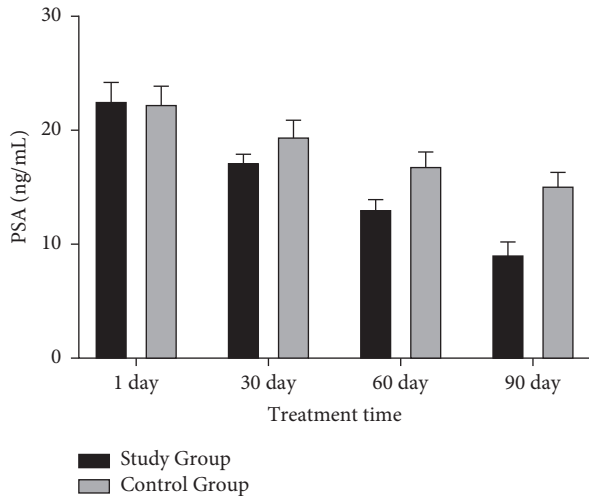 30
20
10
0
PSA (ng/mL)
1 day
30 day
60 day
90 day
Treatment time
Study Group
Control Group